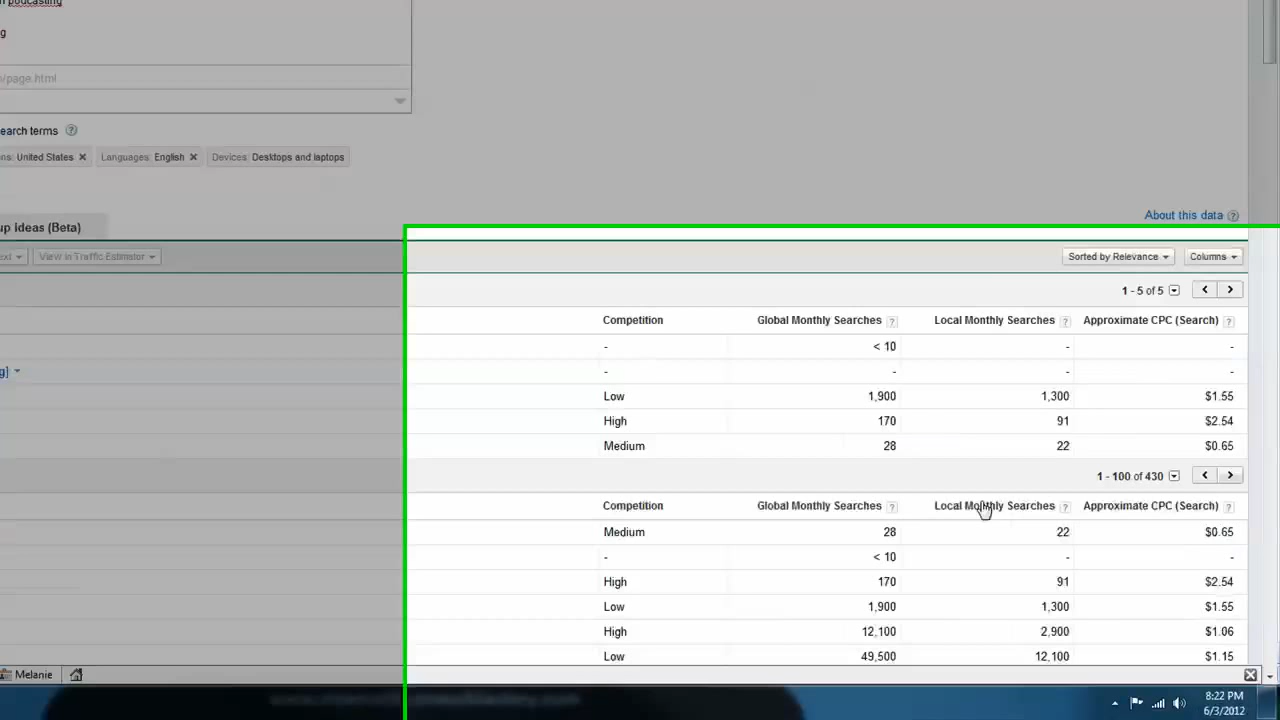 n podcasting
g
/page.html
earch terms
ns: United States × Languages: English × Devices: Desktops and laptops
About this data
up ideas (Beta)
ext View in Traffic Estimator Sorted by Relevance Columns
1 - 5 of 5
Competition Global Monthly Searches Local Monthly Searches Approximate CPC (Search)
- < 10 - -
g] - - - -
Low 1,900 1,300 $1.55
High 170 91 $2.54
Medium 28 22 $0.65
1 - 100 of 430
Competition Global Monthly Searches Local Monthly Searches Approximate CPC (Search)
Medium 28 22 $0.65
- < 10 - -
High 170 91 $2.54
Low 1,900 1,300 $1.55
High 12,100 2,900 $1.06
Low 49,500 12,100 $1.15
Melanie
8:22 PM
6/3/2012